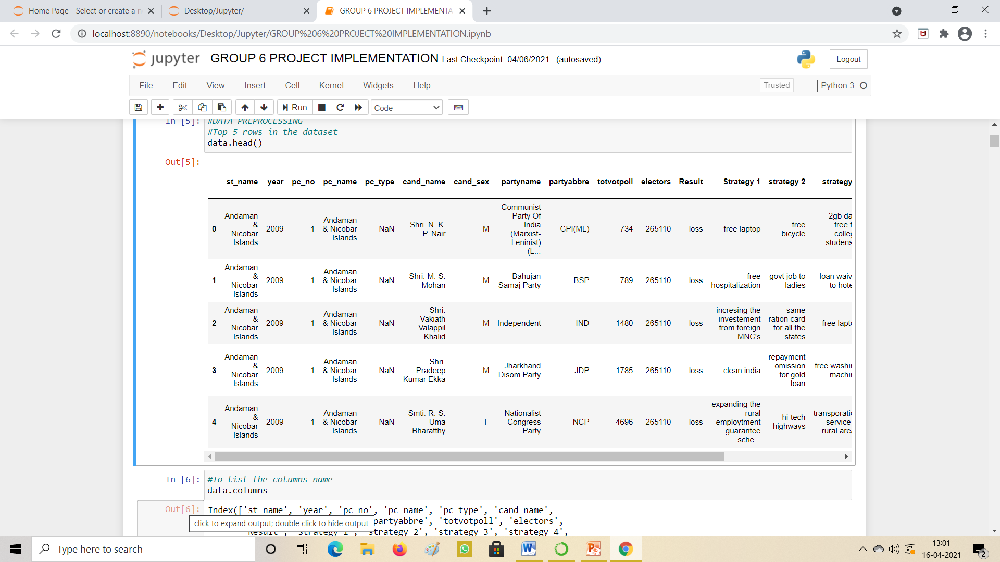 Home Page - Select or create a n
Desktop/Jupyter/
GROUP 6 PROJECT IMPLEMENTA
localhost:8890/notebooks/Desktop/Jupyter/GROUP%206%20PROJECT%20IMPLEMENTATION.ipynb
jupyter GROUP 6 PROJECT IMPLEMENTATION Last Checkpoint: 04/06/2021 (autosaved)
Logout
File Edit View Insert Cell Kernel Widgets Help
Trusted
Python 3
Run
Code
In [5]: #DATA PREPROCESSING
#Top 5 rows in the dataset
data.head()
Out[5]:
st_name year pc_no pc_name pc_type cand_name cand_sex partyname partyabbre totvotpoll electors Result Strategy 1 strategy 2 strategy
0 Andaman & Nicobar Islands 2009 1 Andaman & Nicobar Islands NaN Shri. N. K. P. Nair M Communist Party Of India (Marxist-Leninist) (L... CPI(ML) 734 265110 loss free laptop free bicycle 2gb da free f colleg studens
1 Andaman & Nicobar Islands 2009 1 Andaman & Nicobar Islands NaN Shri. M. S. Mohan M Bahujan Samaj Party BSP 789 265110 loss free hospitalization govt job to ladies loan waiv to hote
2 Andaman & Nicobar Islands 2009 1 Andaman & Nicobar Islands NaN Shri. Vakiath Valappil Khalid M Independent IND 1480 265110 loss incresing the investement from foreign MNC's same ration card for all the states free lapto
3 Andaman & Nicobar Islands 2009 1 Andaman & Nicobar Islands NaN Shri. Pradeep Kumar Ekka M Jharkhand Disom Party JDP 1785 265110 loss clean india repayment omission for gold loan free washin machin
4 Andaman & Nicobar Islands 2009 1 Andaman & Nicobar Islands NaN Smti. R. S. Uma Bharatthy F Nationalist Congress Party NCP 4696 265110 loss expanding the rural employtment guarantee sche... hi-tech highways transporatic service rural area
In [6]: #To list the columns name
data.columns
Out[6]: Index(['st_name', 'year', 'pc_no', 'pc_name', 'pc_type', 'cand_name',
partyabbre', 'totvotpoll', 'electors',
click to expand output; double click to hide output
'Result', 'Strategy 1', 'strategy 2', 'strategy 3', 'strategy 4',
Type here to search
13:01
16-04-2021
2